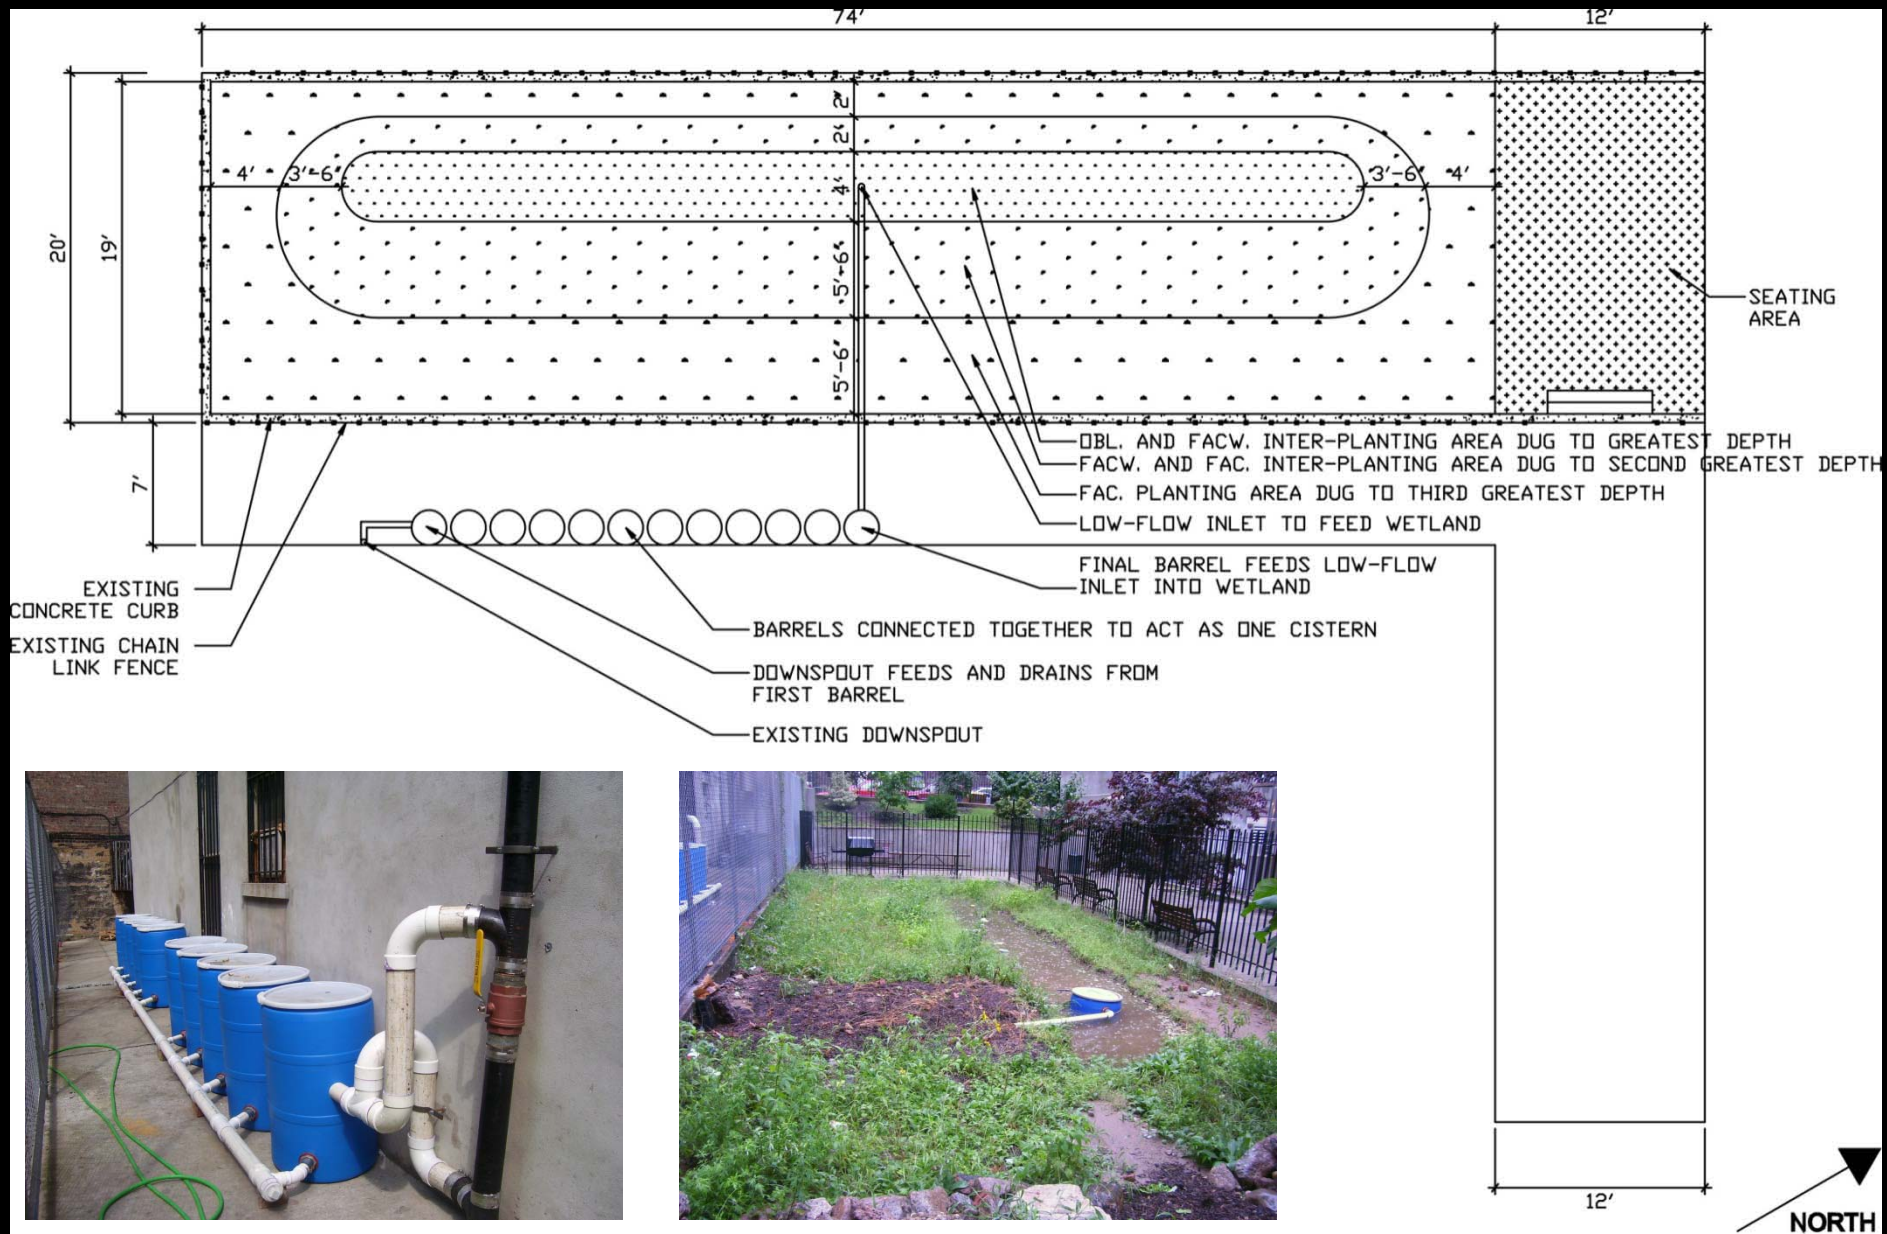 74'
12'
20'
19'
2'
2'
4'
3'-6"
4'
3'-6"
4'
5'-6"
5'-6"
7'
SEATING
AREA
OBL. AND FACW. INTER-PLANTING AREA DUG TO GREATEST DEPTH
FACW. AND FAC. INTER-PLANTING AREA DUG TO SECOND GREATEST DEPTH
FAC. PLANTING AREA DUG TO THIRD GREATEST DEPTH
LOW-FLOW INLET TO FEED WETLAND
FINAL BARREL FEEDS LOW-FLOW
INLET INTO WETLAND
EXISTING
CONCRETE CURB
EXISTING CHAIN
LINK FENCE
BARRELS CONNECTED TOGETHER TO ACT AS ONE CISTERN
DOWNSPOUT FEEDS AND DRAINS FROM
FIRST BARREL
EXISTING DOWNSPOUT
12'
NORTH